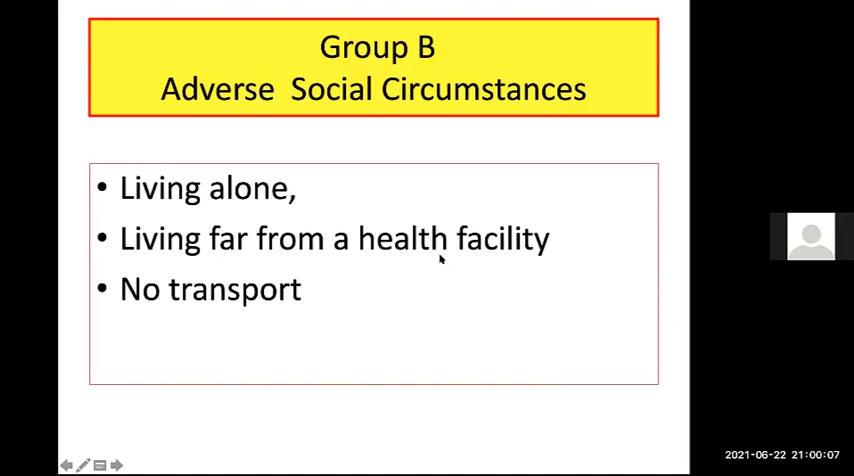 Group B
Adverse Social Circumstances
• Living alone,
• Living far from a health facility
• No transport
2021-06-22 21:00:07